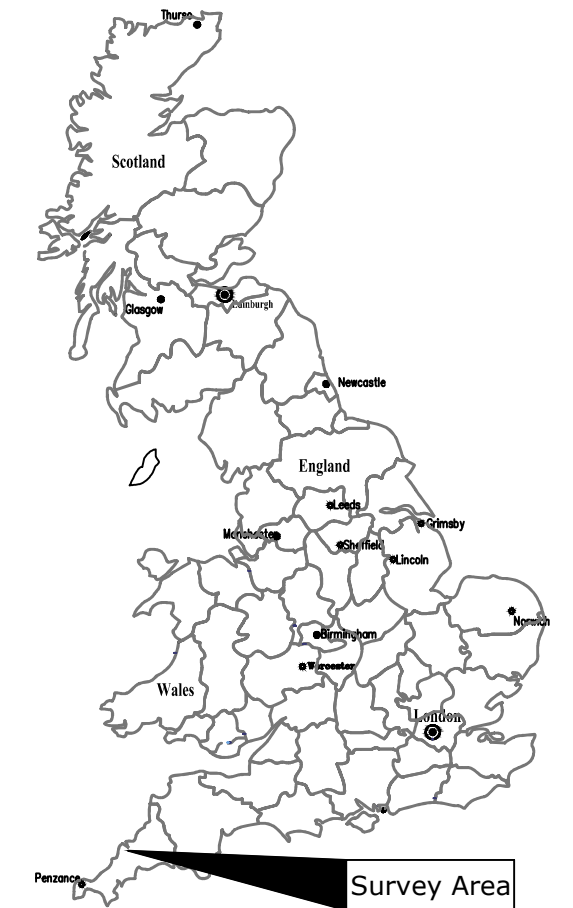 Thurso
Scotland
Edinburgh
Glasgow
Newcastle
England
Leeds
Grimsby
Manchester
Sheffield
Lincoln
Norwich
Birmingham
Worcester
Wales
London
Penzance
Survey Area